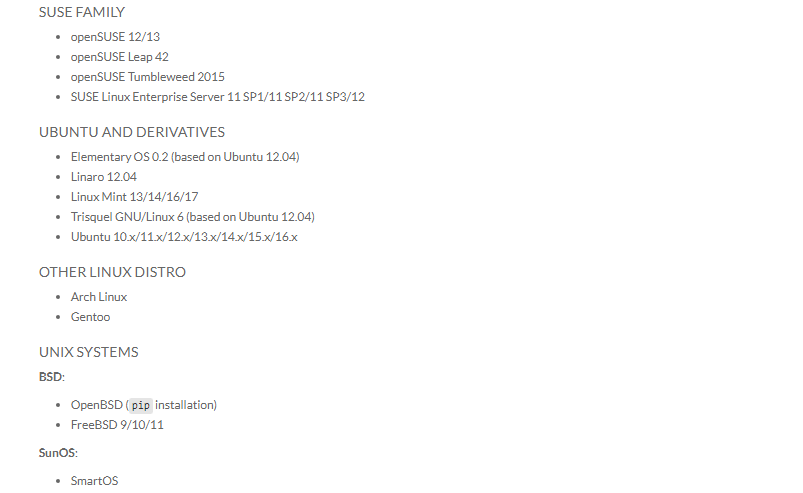 SUSE FAMILY
openSUSE 12/13
openSUSE Leap 42
openSUSE Tumbleweed 2015
SUSE Linux Enterprise Server 11 SP1/11 SP2/11 SP3/12
UBUNTU AND DERIVATIVES
Elementary OS 0.2 (based on Ubuntu 12.04)
Linaro 12.04
Linux Mint 13/14/16/17
Trisquel GNU/Linux 6 (based on Ubuntu 12.04)
Ubuntu 10.x/11.x/12.x/13.x/14.x/15.x/16.x
OTHER LINUX DISTRO
Arch Linux
Gentoo
UNIX SYSTEMS
BSD:
OpenBSD (pip installation)
FreeBSD 9/10/11
SunOS:
SmartOS